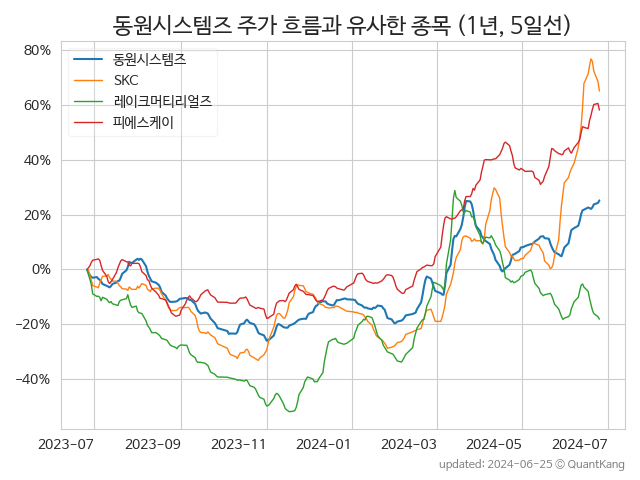 동원시스템즈 주가 흐름과 유사한 종목 (1년, 5일선)
80%
60%
40%
20%
0%
−20%
−40%
동원시스템즈
SKC
레이크머티리얼즈
피에스케이
2023-07 2023-09 2023-11 2024-01 2024-03 2024-05 2024-07
updated: 2024-06-25 © QuantKang